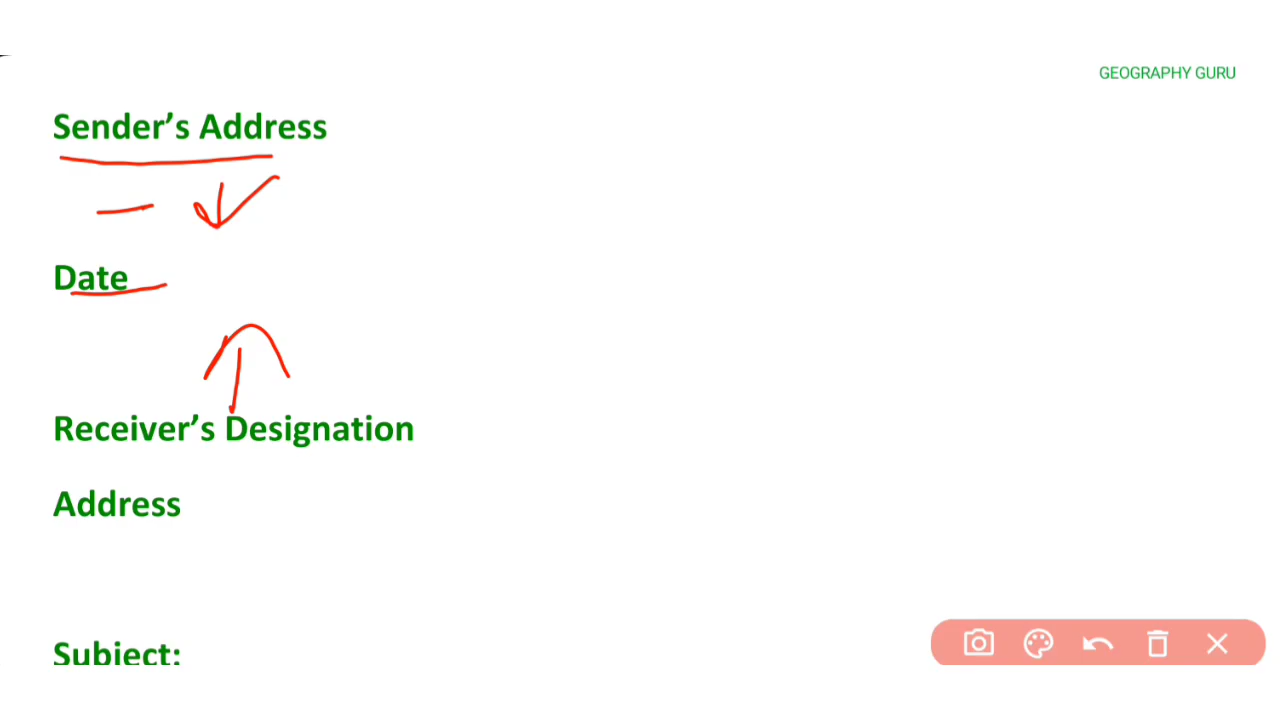 GEOGRAPHY GURU
Sender's Address
Date
Receiver's Designation
Address
Subject: